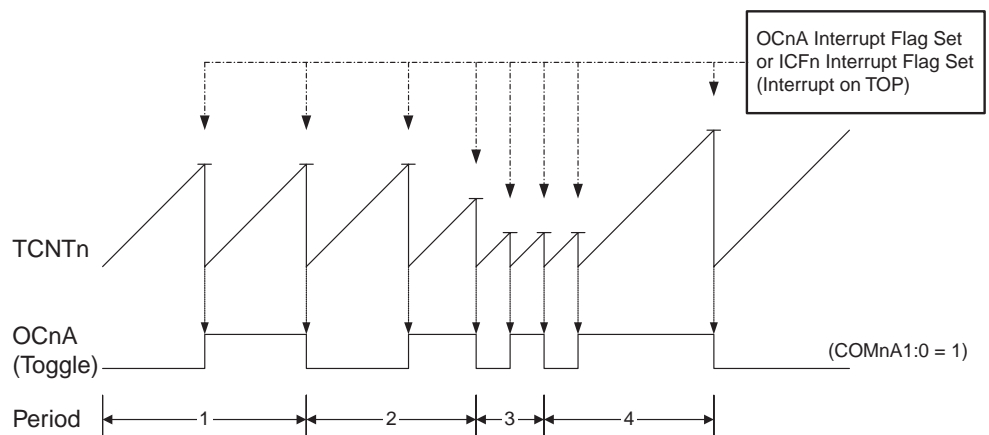 OCnA Interrupt Flag Set
or ICFn Interrupt Flag Set
(Interrupt on TOP)
TCNTn
OCnA
(Toggle)
(COMnA1:0 = 1)
Period 1 2 3 4